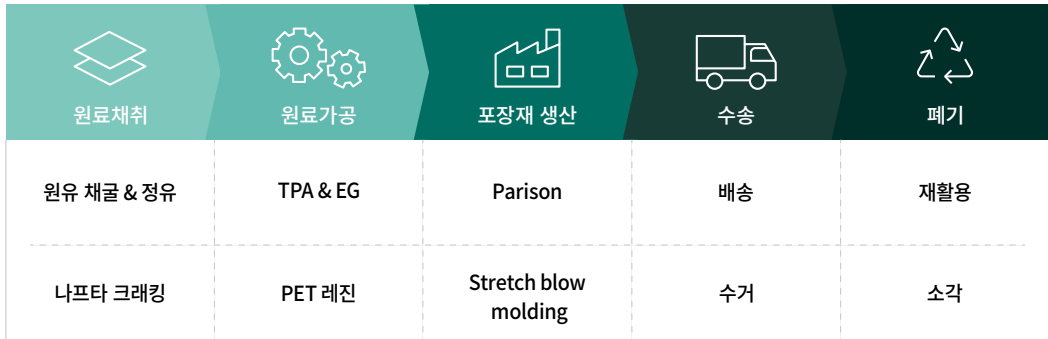 원료채취
원료가공
포장재 생산
수송
폐기
원유 채굴 & 정유
TPA & EG
Parison
배송
재활용
나프타 크래킹
PET 레진
Stretch blow
molding
수거
소각